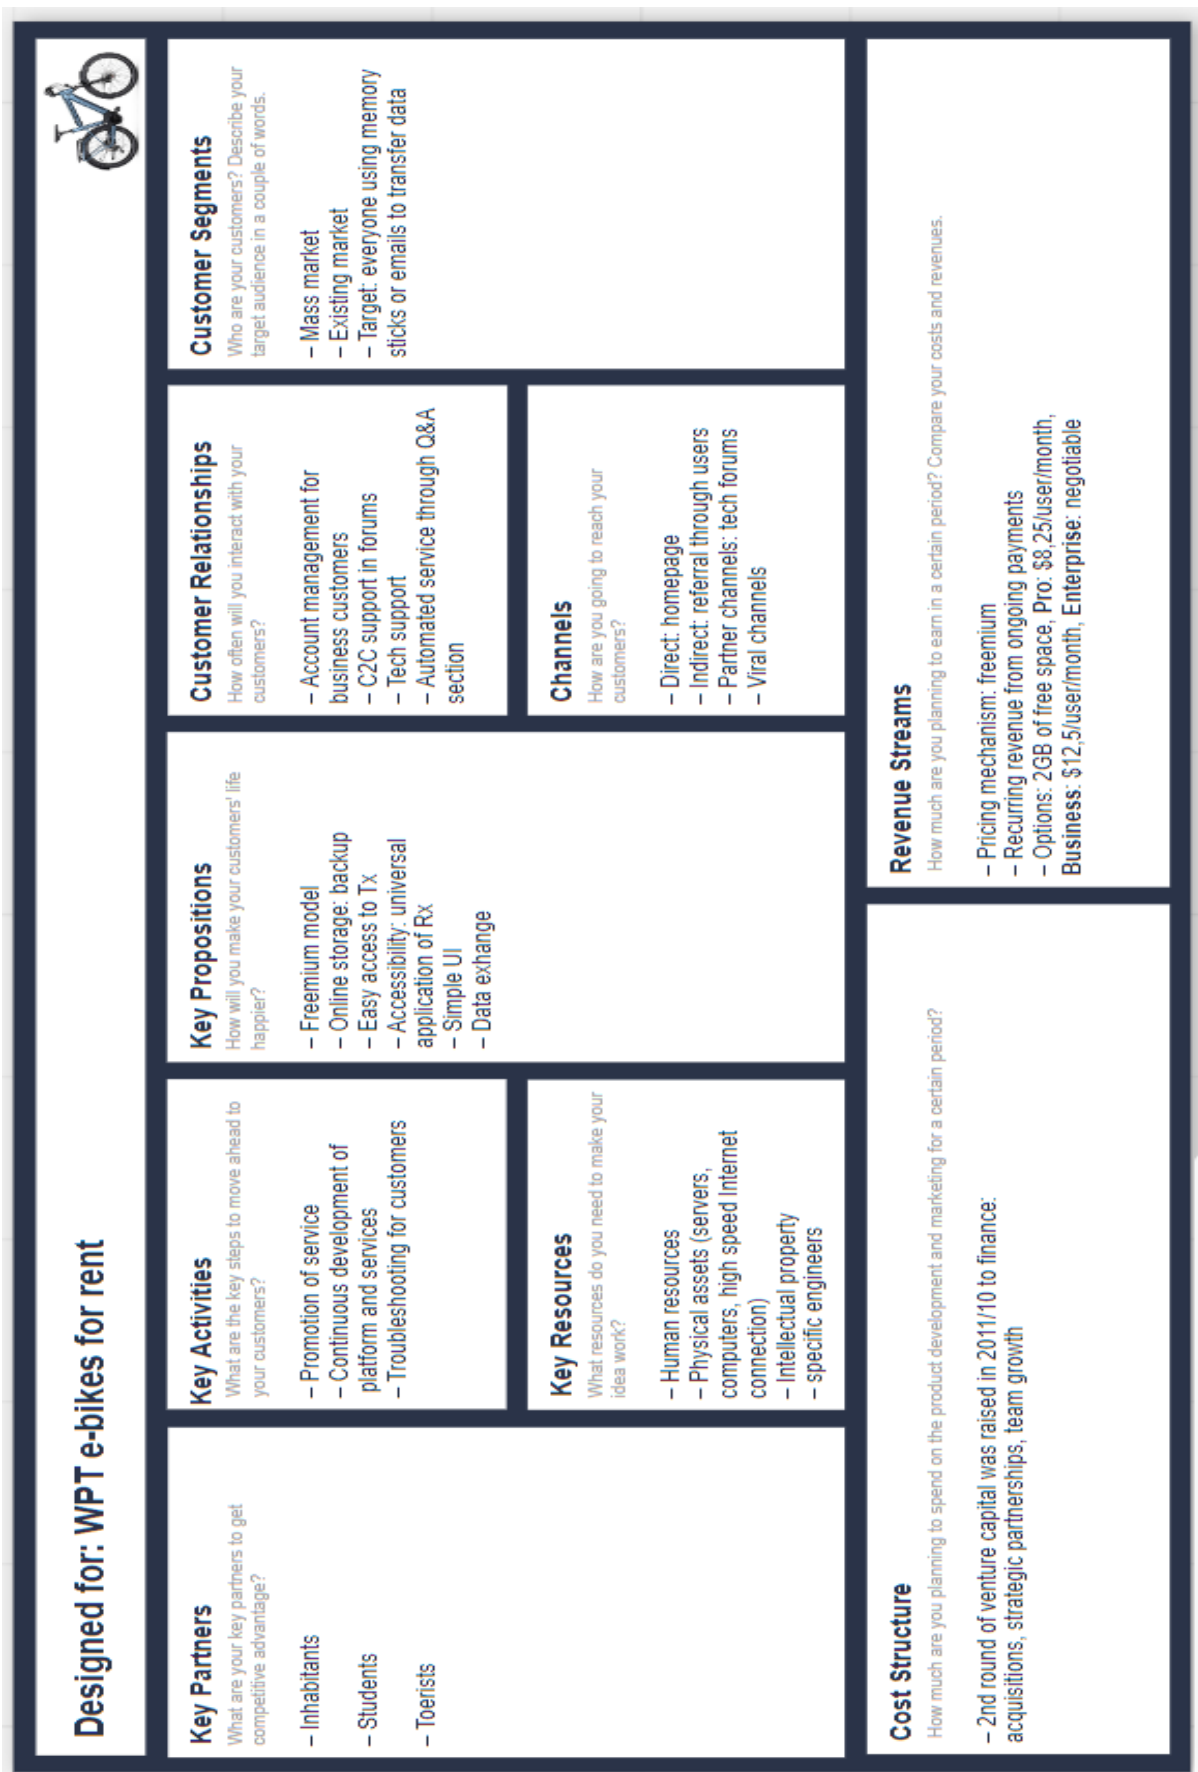 Designed for: WPT e-bikes for rent
Key Partners
What are your key partners to get
competitive advantage?
– Inhabitants
– Students
– Toerists
Key Activities
What are the key steps to move ahead to
your customers?
– Promotion of service
– Continuous development of
platform and services
– Troubleshooting for customers
Key Resources
What resources do you need to make your
idea work?
– Human resources
– Physical assets (servers,
computers, high speed Internet
connection)
– Intellectual property
– specific engineers
Key Propositions
How will you make your customers' life
happier?
– Freemium model
– Online storage: backup
– Easy access to Tx
– Accessibility: universal
application of Rx
– Simple UI
– Data exhange
Customer Relationships
How often will you interact with your
customers?
– Account management for
business customers
– C2C support in forums
– Tech support
– Automated service through Q&A
section
Channels
How are you going to reach your
customers?
– Direct: homepage
– Indirect: referral through users
– Partner channels: tech forums
– Viral channels
Customer Segments
Who are your customers? Describe your
target audience in a couple of words.
– Mass market
– Existing market
– Target: everyone using memory
sticks or emails to transfer data
Cost Structure
How much are you planning to spend on the product development and marketing for a certain period?
– 2nd round of venture capital was raised in 2011/10 to finance:
acquisitions, strategic partnerships, team growth
Revenue Streams
How much are you planning to earn in a certain period? Compare your costs and revenues.
– Pricing mechanism: freemium
– Recurring revenue from ongoing payments
– Options: 2GB of free space, Pro: $8,25/user/month,
Business: $12,5/user/month, Enterprise: negotiable